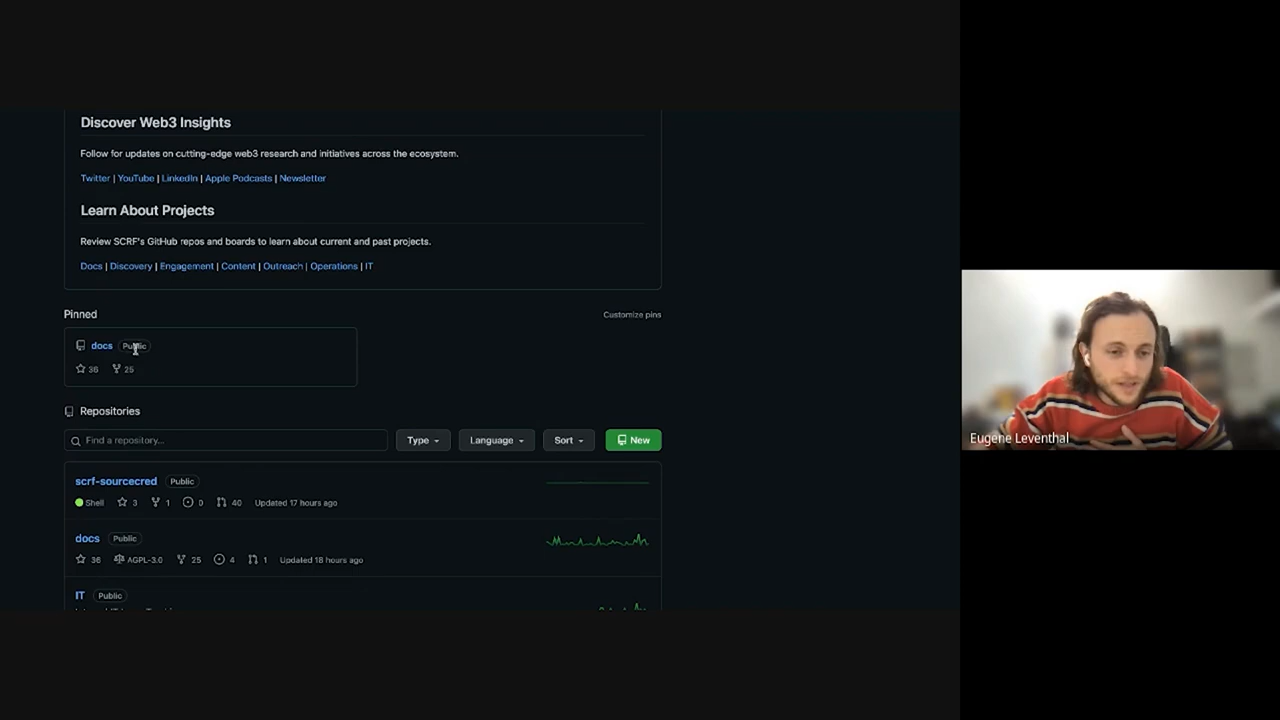 Discover Web3 Insights
Follow for updates on cutting-edge web3 research and initiatives across the ecosystem.
Twitter | YouTube | LinkedIn | Apple Podcasts | Newsletter
Learn About Projects
Review SCRF's GitHub repos and boards to learn about current and past projects.
Docs | Discovery | Engagement | Content | Outreach | Operations | IT
Pinned
Customize pins
docs Public
36 25
Repositories
Find a repository... Type Language Sort New
scrf-sourcecred Public
Shell 3 1 0 40 Updated 17 hours ago
docs Public
36 AGPL-3.0 25 4 1 Updated 18 hours ago
IT Public
Eugene Leventhal